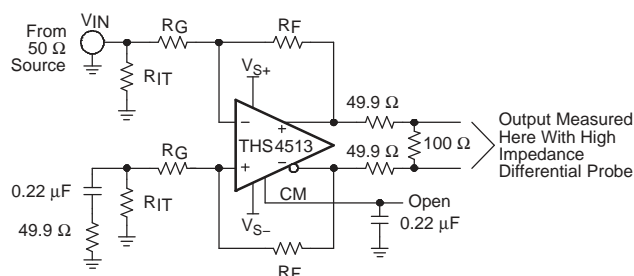 From
50 Ω
Source
VIN
RG
RF
RIT
VS+
49.9 Ω
THS4513
100 Ω
Output Measured
Here With High
Impedance
Differential Probe
RG
49.9 Ω
0.22 µF
RIT
CM
Open
49.9 Ω
VS−
0.22 µF
RF